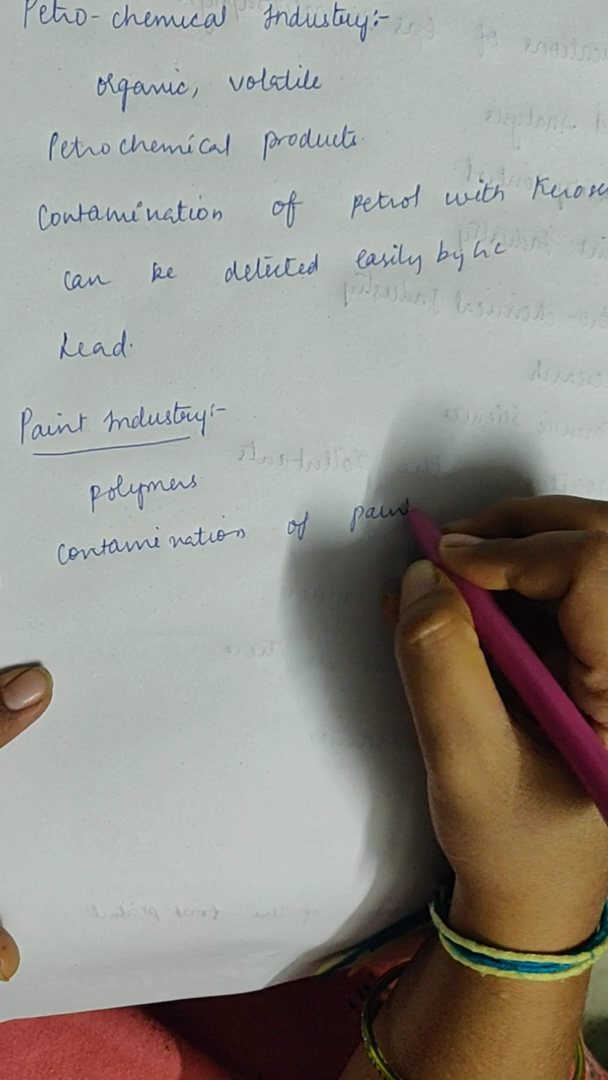 Petro-chemical Industry:-
organic, volatile
Petrochemical products.
Contamination of petrol with
can be detected easily by GC
Lead.
Paint Industry:-
Polymers
Contamination of paint